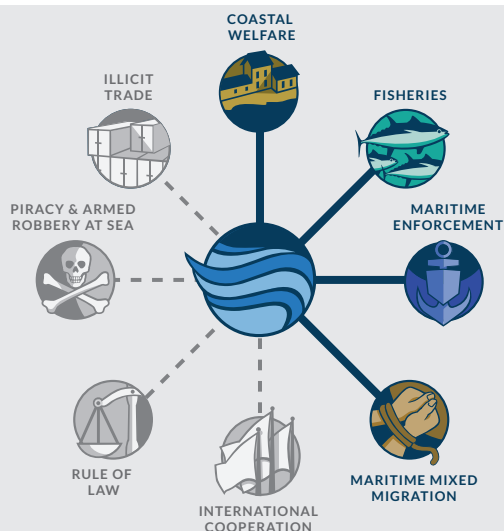 COASTAL
WELFARE
ILLICIT
TRADE
FISHERIES
PIRACY & ARMED
ROBBERY AT SEA
MARITIME
ENFORCEMENT
RULE OF
LAW
MARITIME MIXED
MIGRATION
INTERNATIONAL
COOPERATION